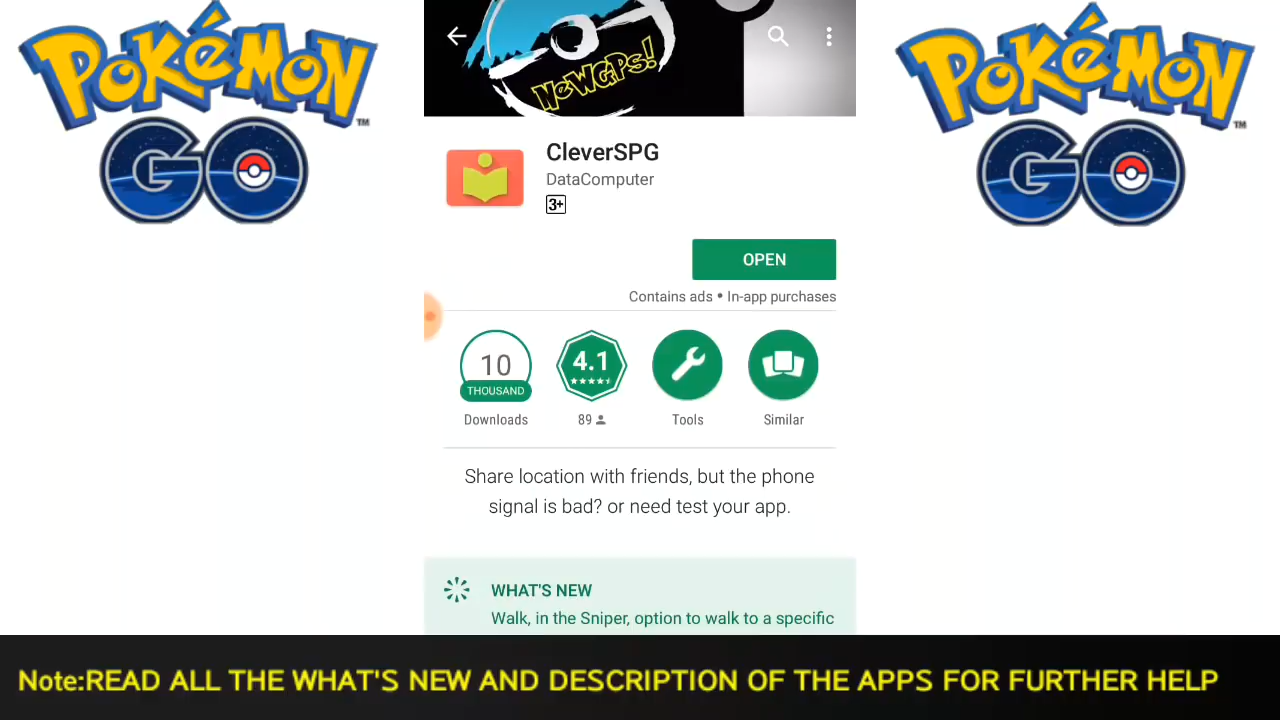 POKÉMON
GO
TM
NeWGPs!
POKÉMON
GO
TM
CleverSPG
DataComputer
3+
OPEN
Contains ads • In-app purchases
10
THOUSAND
Downloads
4.1
89
Tools
Similar
Share location with friends, but the phone
signal is bad? or need test your app.
WHAT'S NEW
Walk, in the Sniper, option to walk to a specific
Note:READ ALL THE WHAT'S NEW AND DESCRIPTION OF THE APPS FOR FURTHER HELP